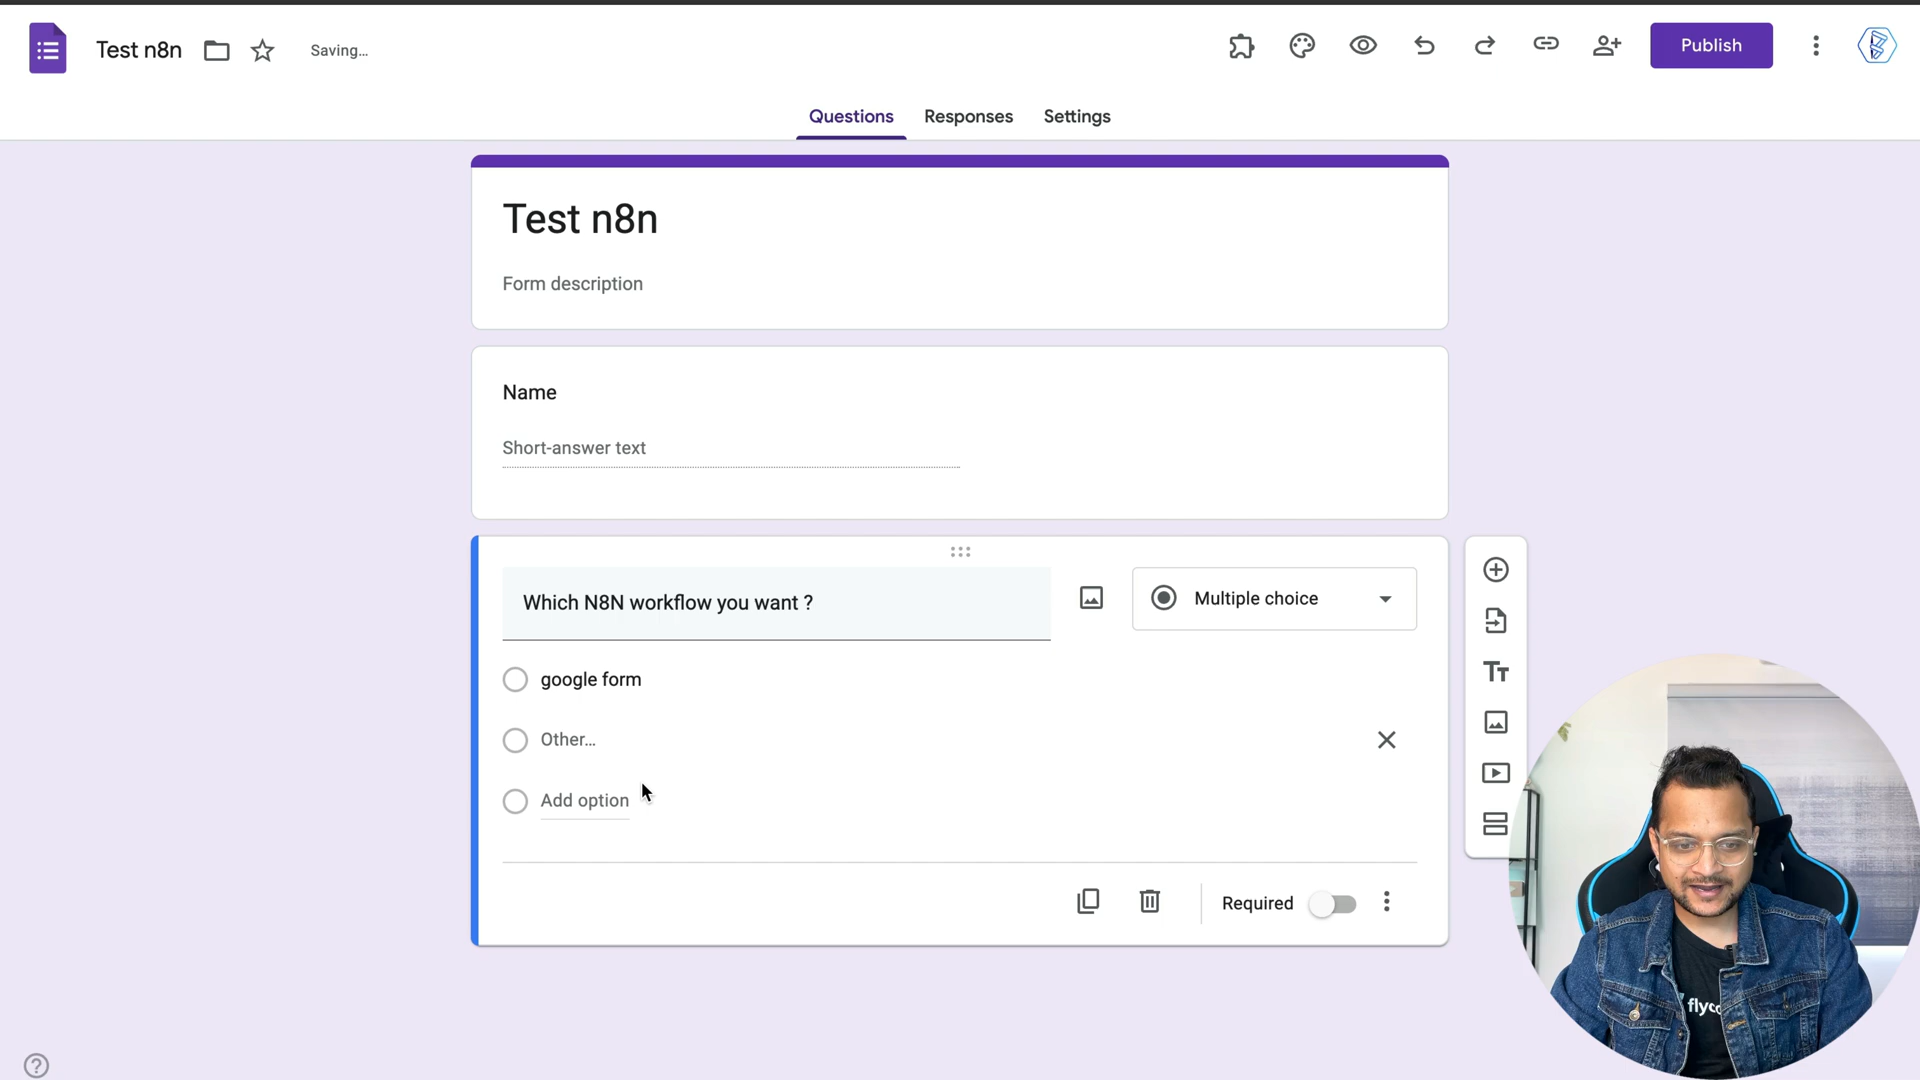 Test n8n
Saving...
Publish
Questions
Responses
Settings
Test n8n
Form description
Name
Short-answer text
Which N8N workflow you want ?
Multiple choice
google form
Other...
Add option
Required